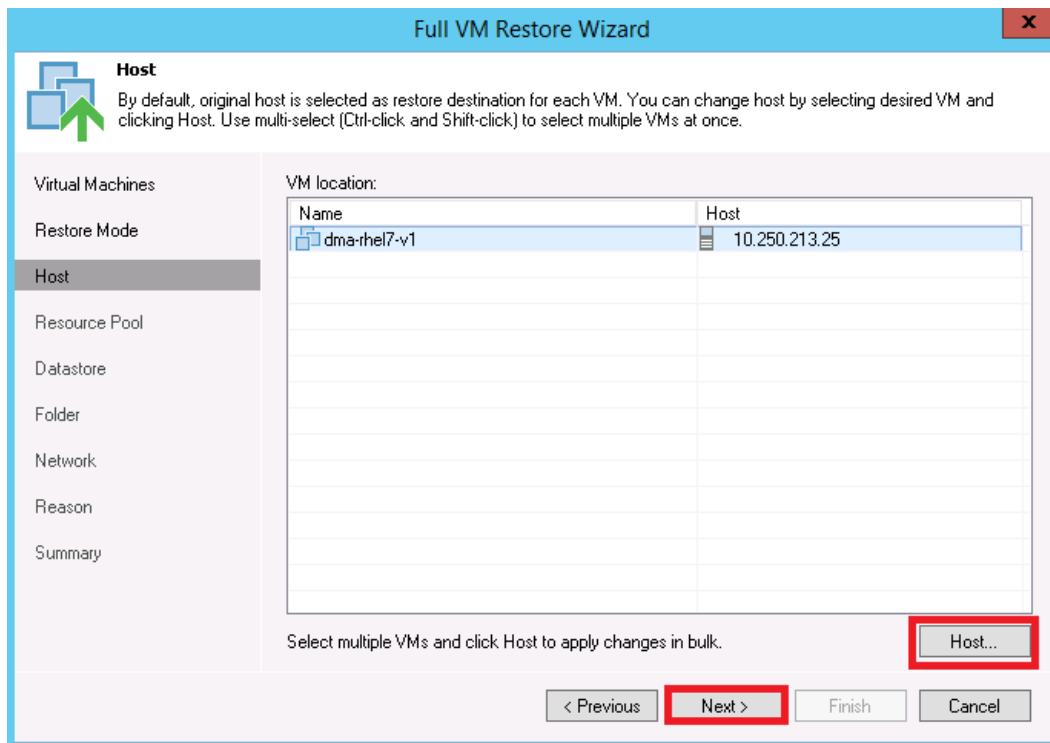 Full VM Restore Wizard
x
Host
By default, original host is selected as restore destination for each VM. You can change host by selecting desired VM and
clicking Host. Use multi-select (Ctrl-click and Shift-click) to select multiple VMs at once.
Virtual Machines
Restore Mode
Host
Resource Pool
Datastore
Folder
Network
Reason
Summary
VM location:
Name Host
dma-rhel7-v1 10.250.213.25
Select multiple VMs and click Host to apply changes in bulk.
Host...
< Previous Next > Finish Cancel